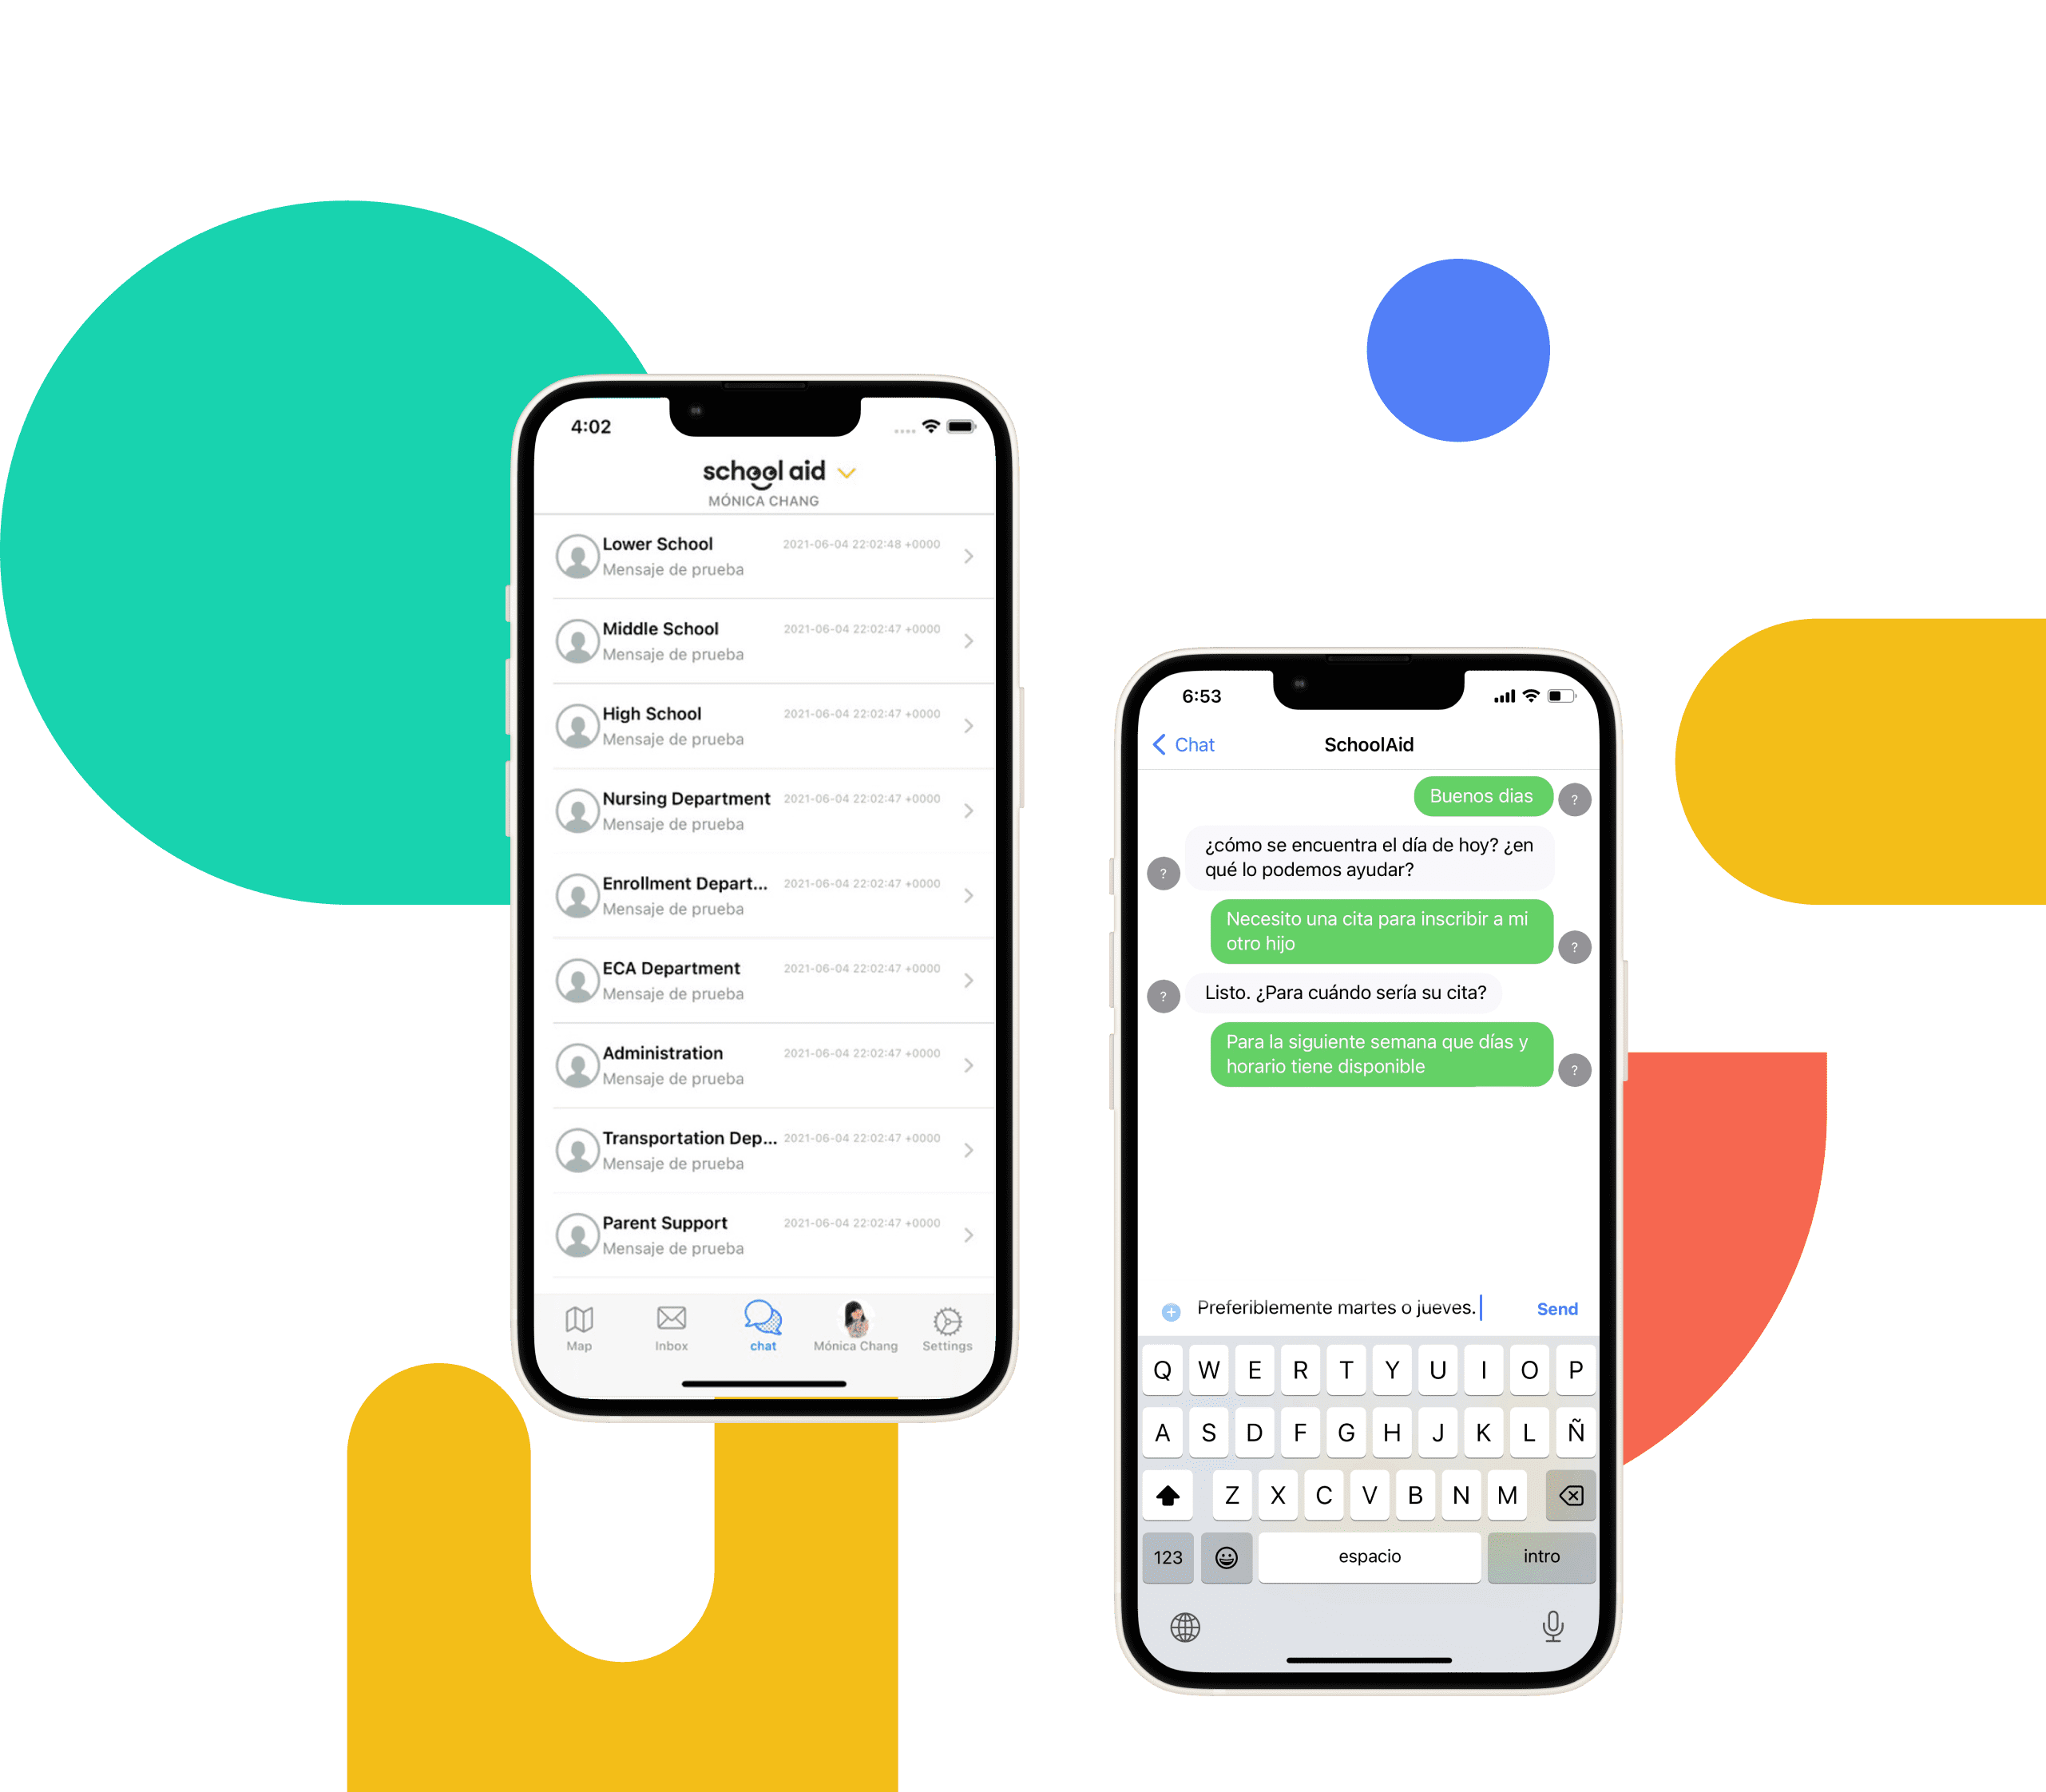 4:02
school aid
MÓNICA CHANG
Lower School 2021-06-04 22:02:48 +0000
Mensaje de prueba
Middle School 2021-06-04 22:02:47 +0000
Mensaje de prueba
High School 2021-06-04 22:02:47 +0000
Mensaje de prueba
Nursing Department 2021-06-04 22:02:47 +0000
Mensaje de prueba
Enrollment Depart... 2021-06-04 22:02:47 +0000
Mensaje de prueba
ECA Department 2021-06-04 22:02:47 +0000
Mensaje de prueba
Administration 2021-06-04 22:02:47 +0000
Mensaje de prueba
Transportation Dep... 2021-06-04 22:02:47 +0000
Mensaje de prueba
Parent Support 2021-06-04 22:02:47 +0000
Mensaje de prueba
Map Inbox chat Mónica Chang Settings
6:53
Chat SchoolAid
Buenos dias ?
¿cómo se encuentra el día de hoy? ¿en
? qué lo podemos ayudar?
Necesito una cita para inscribir a mi
otro hijo ?
? Listo. ¿Para cuándo sería su cita?
Para la siguiente semana que días y
horario tiene disponible ?
Preferiblemente martes o jueves. Send
Q W E R T Y U I O P
A S D F G H J K L Ñ
Z X C V B N M
123 espacio intro